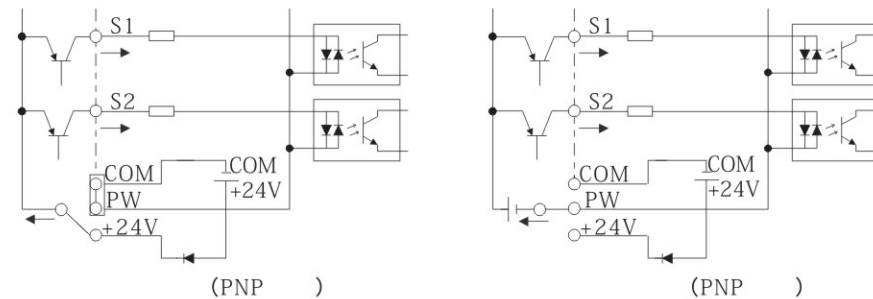 S1
S2
COM
COM
+24V
PW
+24V
(PNP )
S1
S2
COM
COM
+24V
PW
+24V
(PNP )